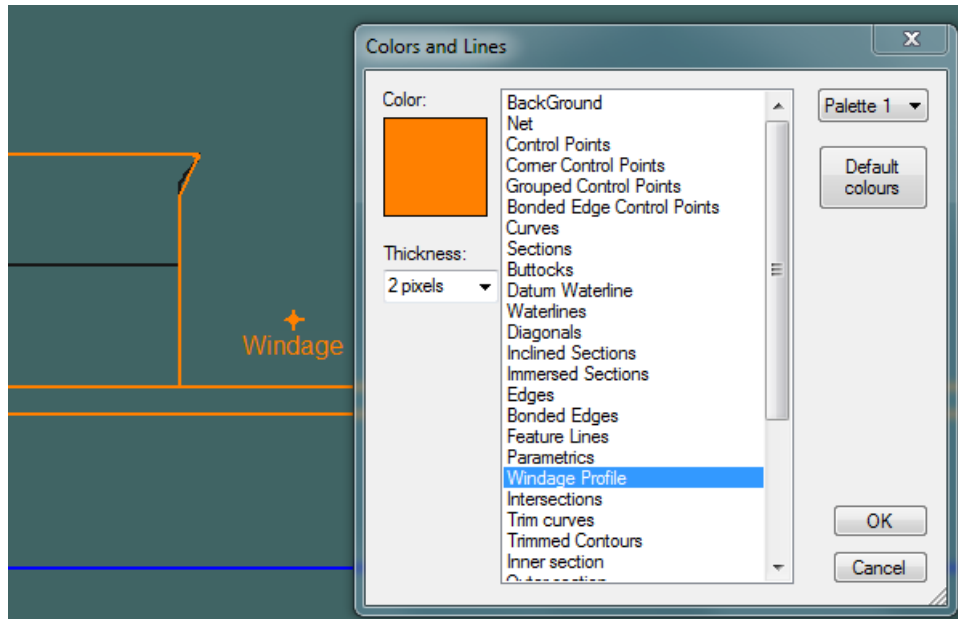 Colors and Lines
Color:
Thickness:
2 pixels
BackGround
Net
Control Points
Corner Control Points
Grouped Control Points
Bonded Edge Control Points
Curves
Sections
Buttocks
Datum Waterline
Waterlines
Diagonals
Inclined Sections
Immersed Sections
Edges
Bonded Edges
Feature Lines
Parametrics
Windage Profile
Intersections
Trim curves
Trimmed Contours
Inner section
Palette 1
Default
colours
OK
Cancel
Windage